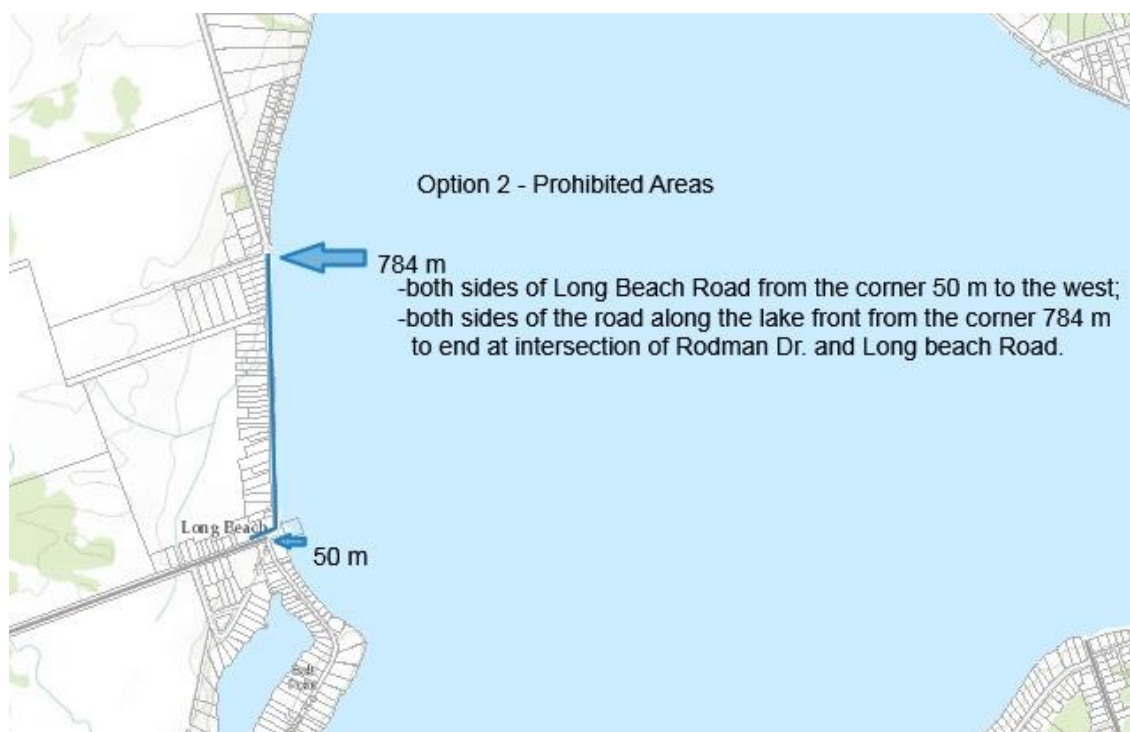 Option 2 - Prohibited Areas
784 m
-both sides of Long Beach Road from the corner 50 m to the west;
-both sides of the road along the lake front from the corner 784 m
to end at intersection of Rodman Dr. and Long beach Road.
Long Beach
50 m